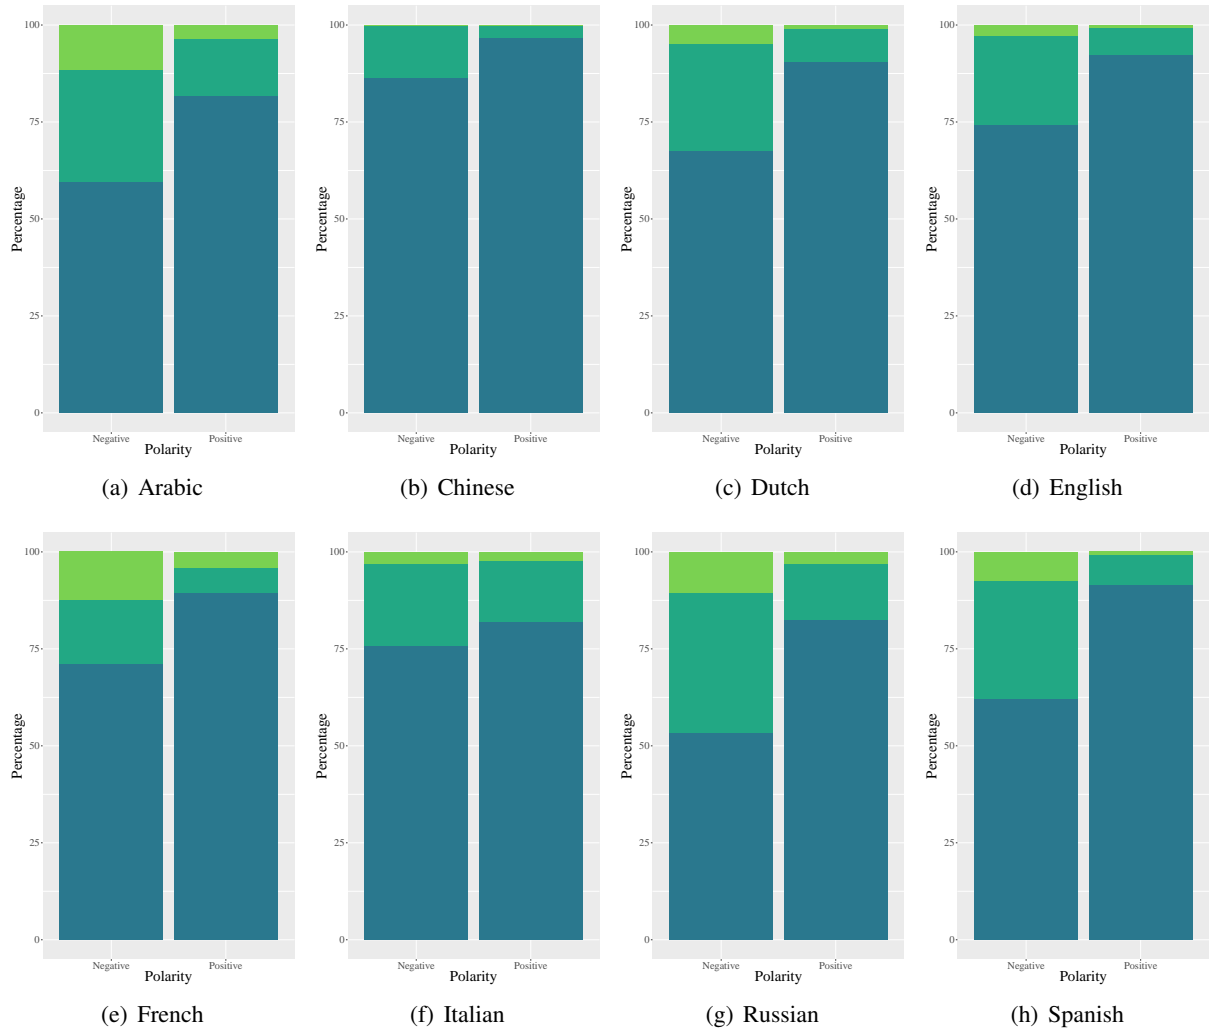 100
75
50
25
0
Percentage
Negative Positive
Polarity
(a) Arabic
100
75
50
25
0
Percentage
Negative Positive
Polarity
(b) Chinese
100
75
50
25
0
Percentage
Negative Positive
Polarity
(c) Dutch
100
75
50
25
0
Percentage
Negative Positive
Polarity
(d) English
100
75
50
25
0
Percentage
Negative Positive
Polarity
(e) French
100
75
50
25
0
Percentage
Negative Positive
Polarity
(f) Italian
100
75
50
25
0
Percentage
Negative Positive
Polarity
(g) Russian
100
75
50
25
0
Percentage
Negative Positive
Polarity
(h) Spanish